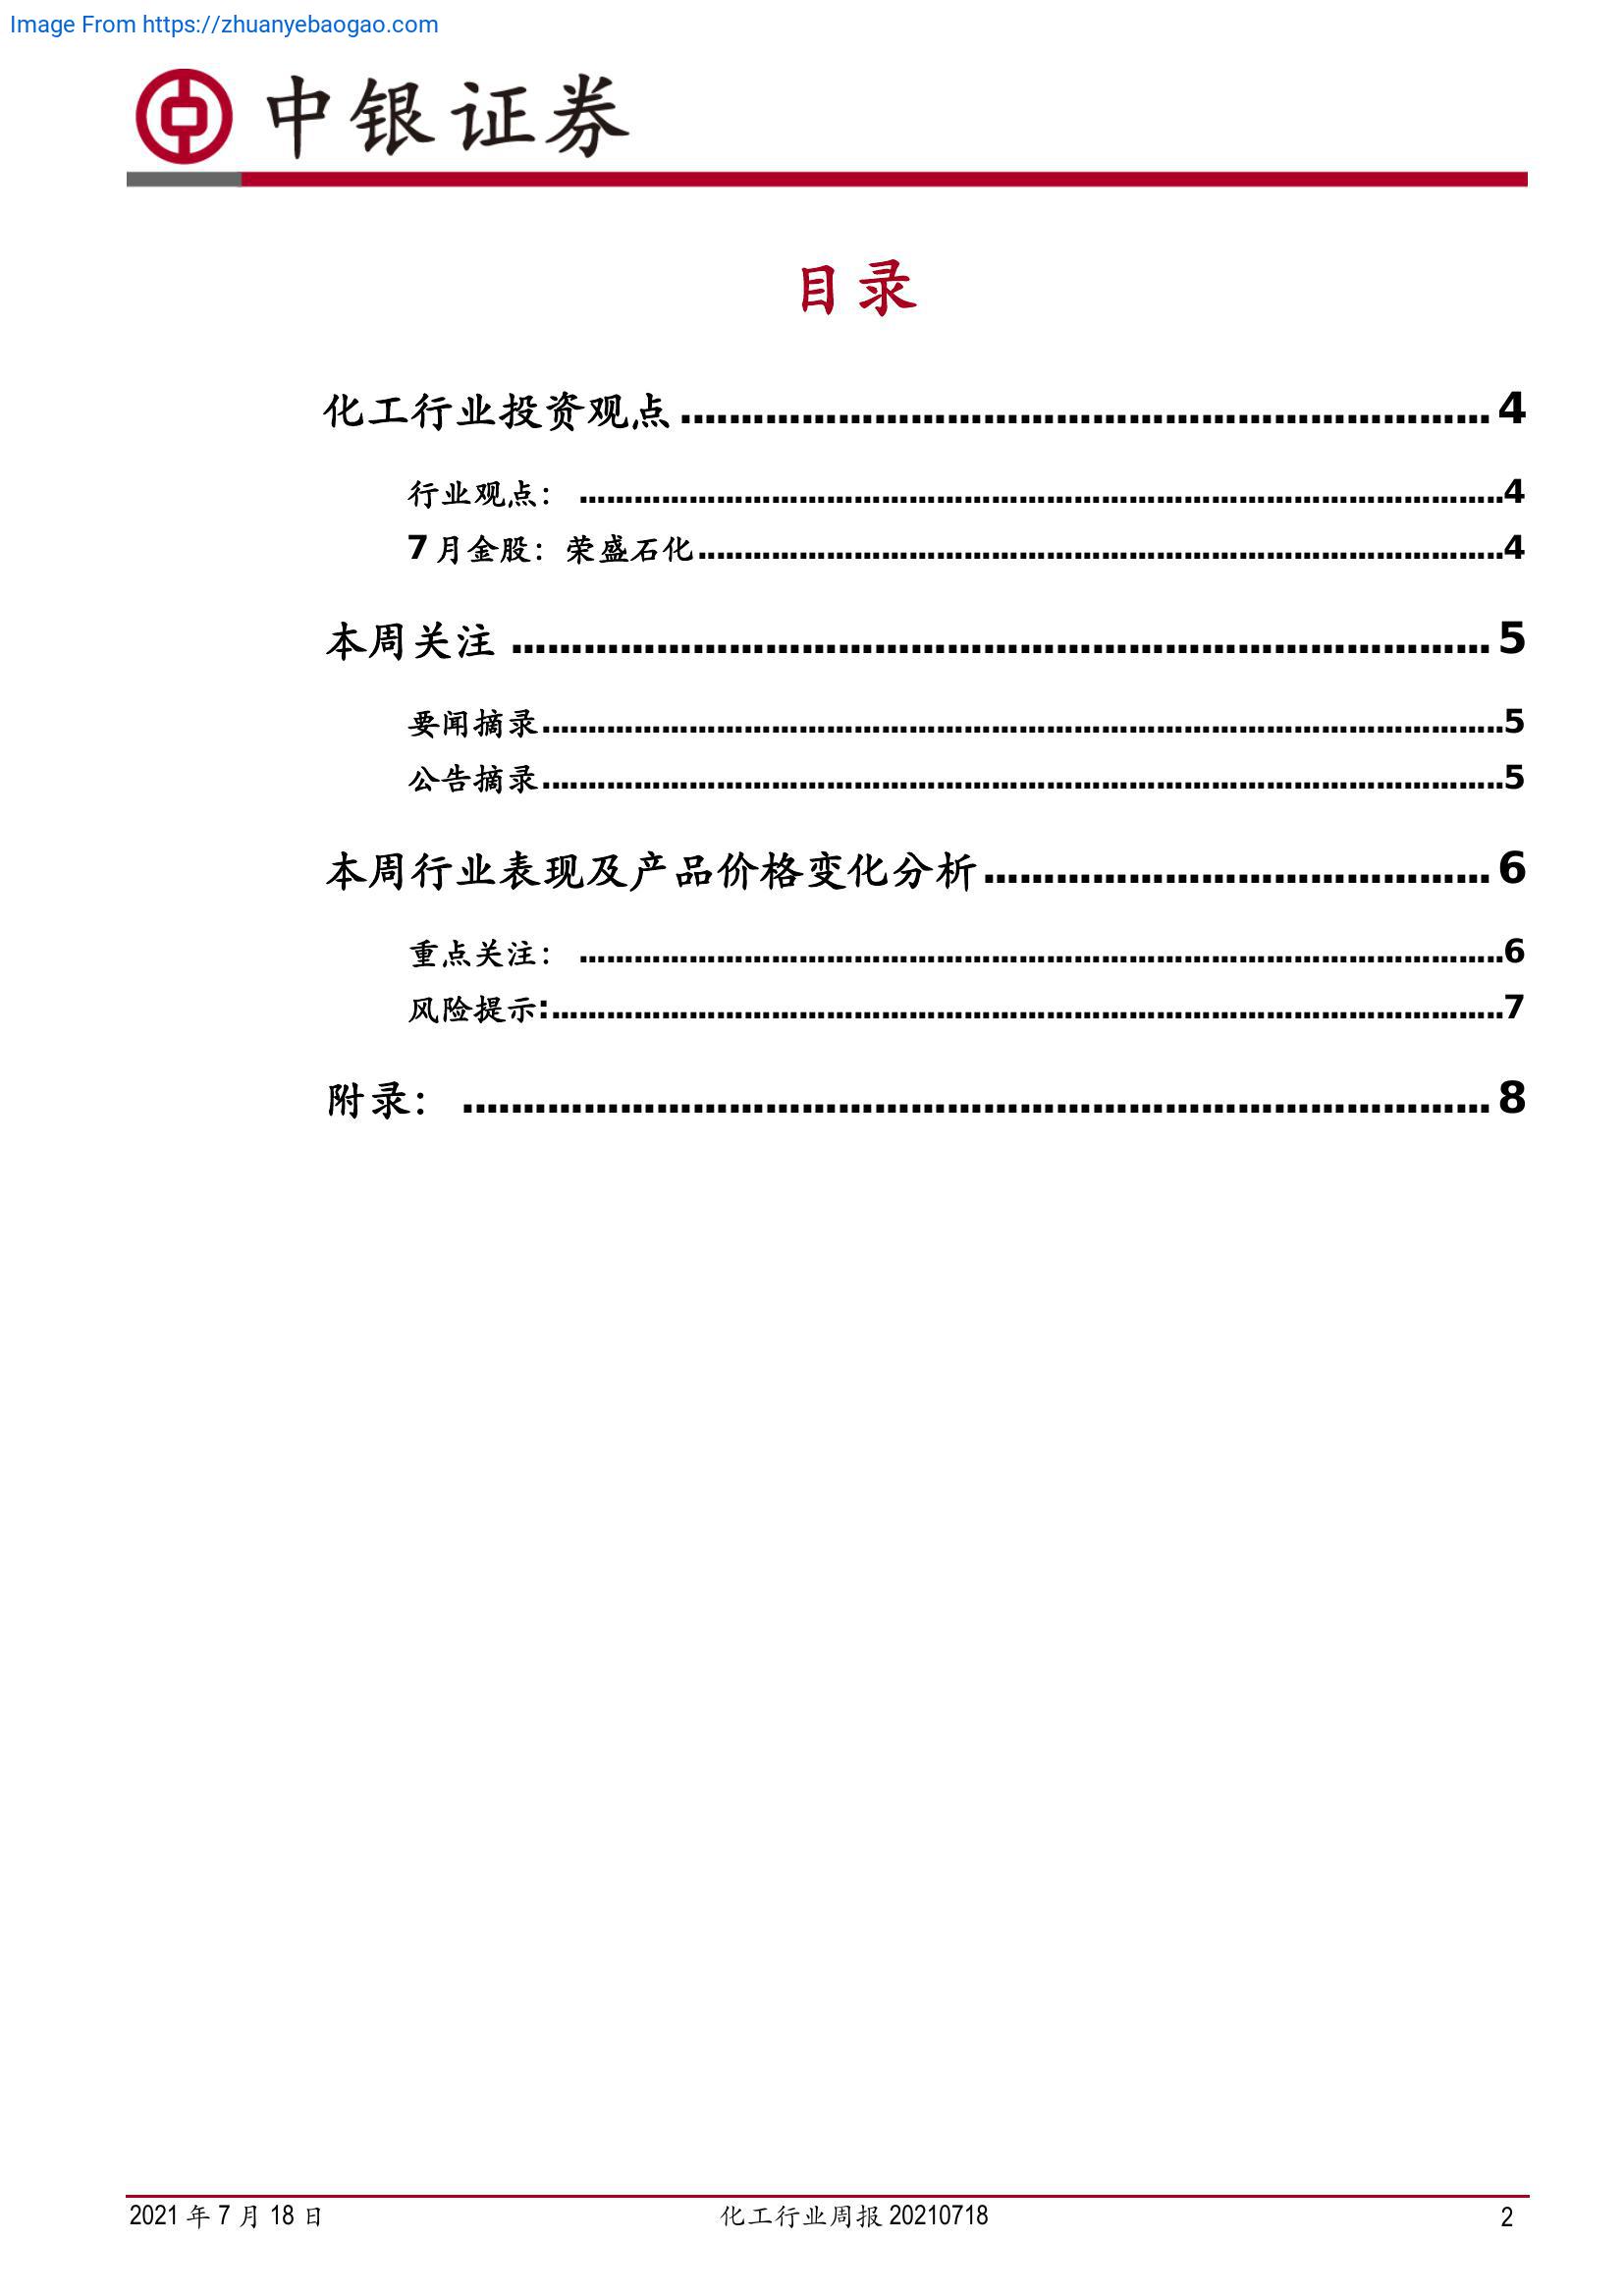 Image From https://zhuanyebaogao.com
中银证券
目录
化工行业投资观点................................................................... 4
行业观点： .....................................................................................................4
7 月金股：荣盛石化........................................................................................4
本周关注 ................................................................................. 5
要闻摘录.........................................................................................................5
公告摘录.........................................................................................................5
本周行业表现及产品价格变化分析.......................................... 6
重点关注： .....................................................................................................6
风险提示:........................................................................................................7
附录： ..................................................................................... 8
2021 年 7 月 18 日 化工行业周报 20210718 2